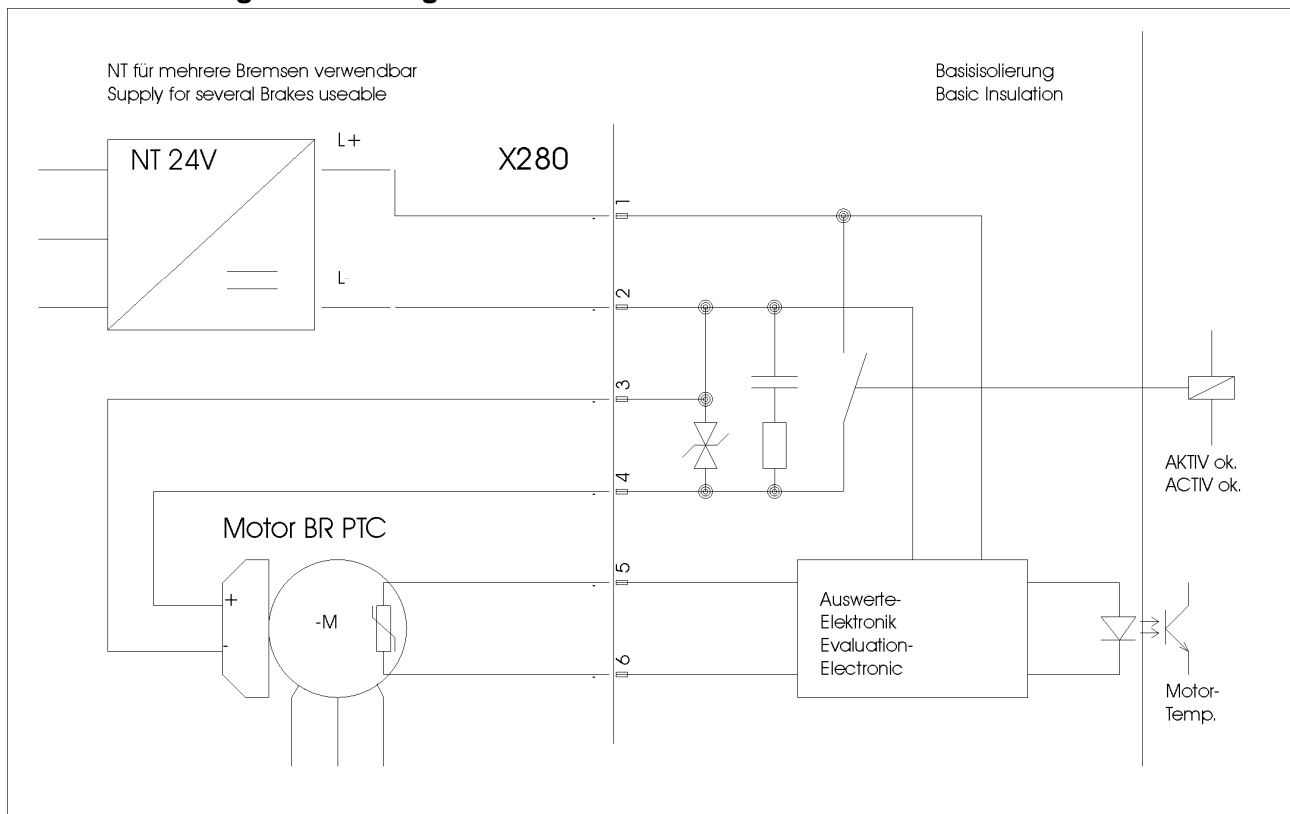 NT für mehrere Bremsen verwendbar
Supply for several Brakes useable
Basisisolierung
Basic Insulation
NT 24V
L+
X280
1
L-
2
3
4
AKTIV ok.
ACTIV ok.
Motor BR PTC
+
-
-M
5
6
Auswerte-
Elektronik
Evaluation-
Electronic
Motor-
Temp.